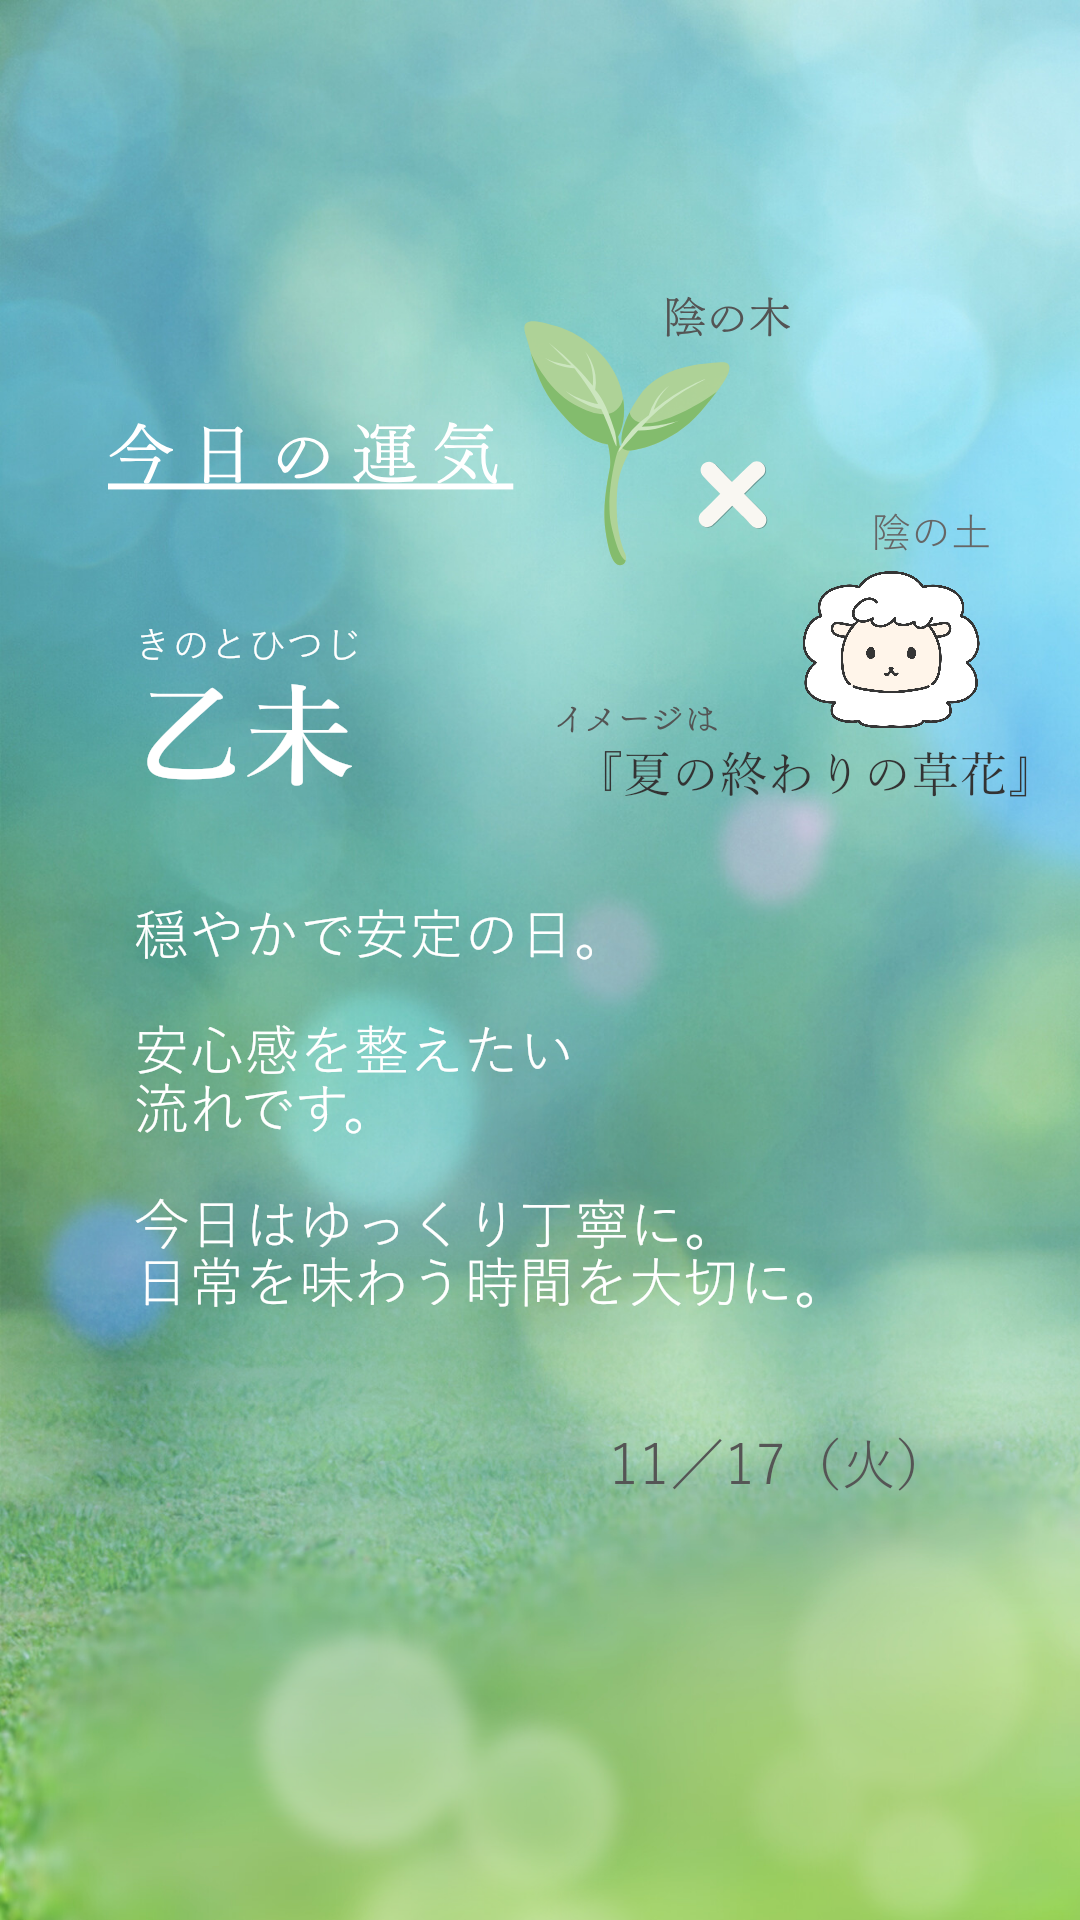 陰の木
今日の運気
陰の土
きのとひつじ
乙未
イメージは
『夏の終わりの草花』
穏やかで安定の日。
安心感を整えたい
流れです。
今日はゆっくり丁寧に。
日常を味わう時間を大切に。
11／17（火）